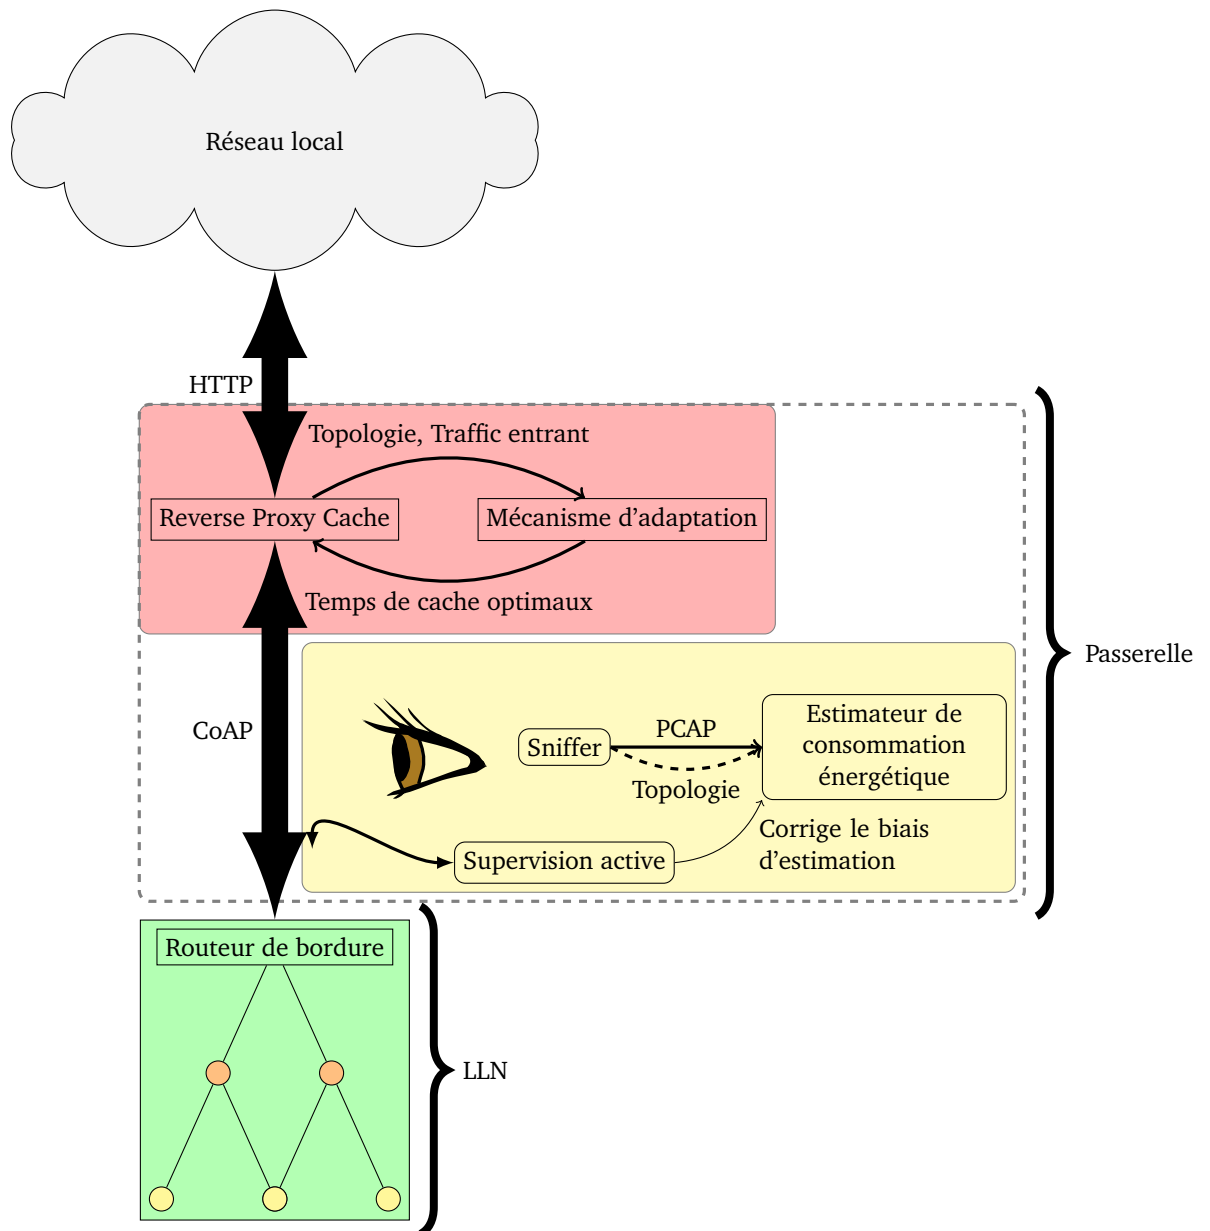 Réseau local
HTTP
Topologie, Traffic entrant
Reverse Proxy Cache
Mécanisme d'adaptation
Temps de cache optimaux
Passerelle
CoAP
Sniffer
PCAP
Topologie
Estimateur de
consommation
énergétique
Corrige le biais
d'estimation
Supervision active
Routeur de bordure
LLN